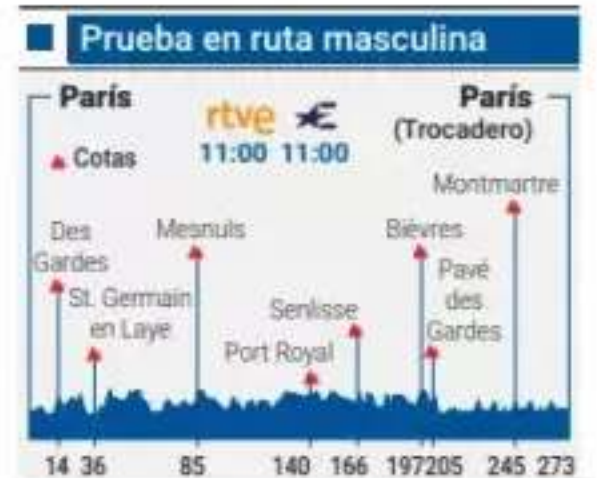 Prueba en ruta masculina
París
París
(Trocadero)
rtve
11:00 11:00
Cotas
Montmartre
Des
Gardes
Mesnuls
Bièvres
St. Germain
en Laye
Pavé
des
Gardes
Senlisse
Port Royal
14 36 85 140 166 197205 245 273